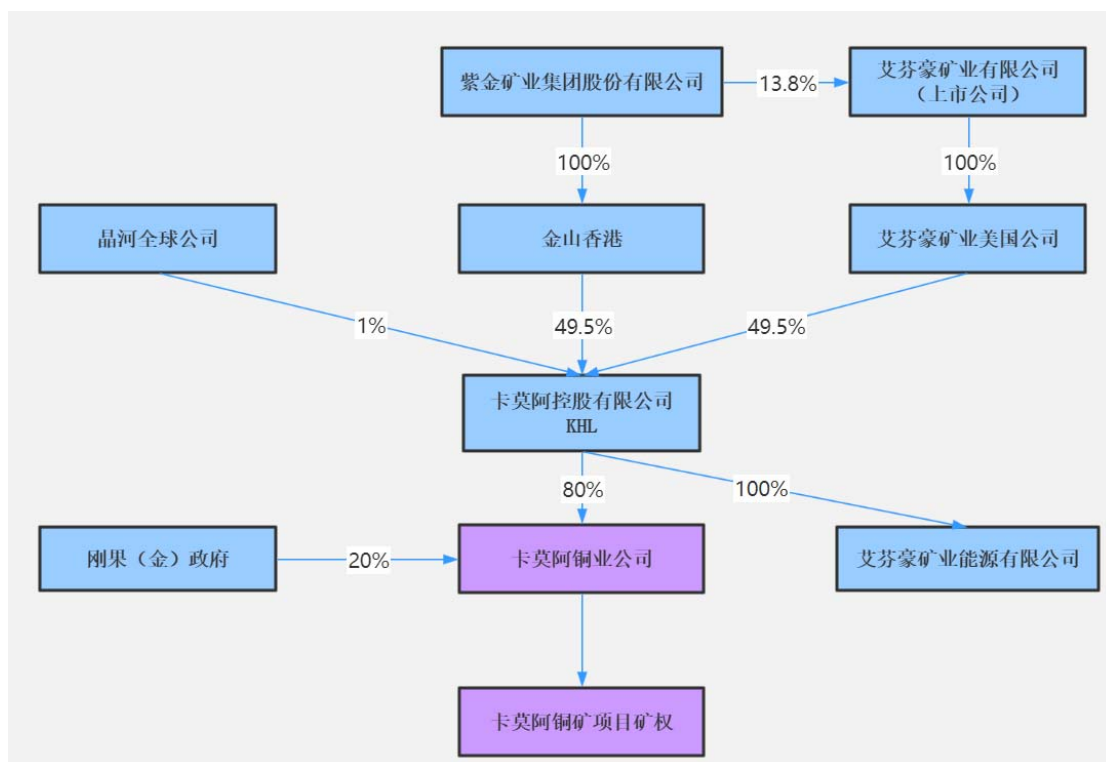 紫金矿业集团股份有限公司
13.8%
艾芬豪矿业有限公司
（上市公司）
100%
100%
晶河全球公司
金山香港
艾芬豪矿业美国公司
1%
49.5%
49.5%
卡莫阿控股有限公司
KHL
80%
100%
刚果（金）政府
20%
卡莫阿铜业公司
艾芬豪矿业能源有限公司
卡莫阿铜矿项目矿权